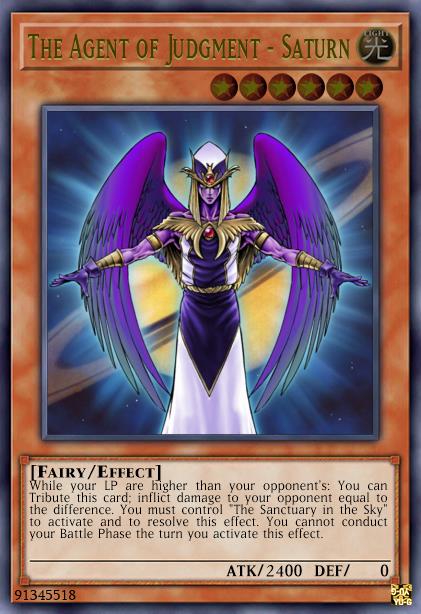 The Agent of Judgment - Saturn
LIGHT
光
[Fairy/Effect]
While your LP are higher than your opponent's: You can
Tribute this card; inflict damage to your opponent equal to
the difference. You must control "The Sanctuary in the Sky"
to activate and to resolve this effect. You cannot conduct
your Battle Phase the turn you activate this effect.
ATK/2400 DEF/ 0
91345518